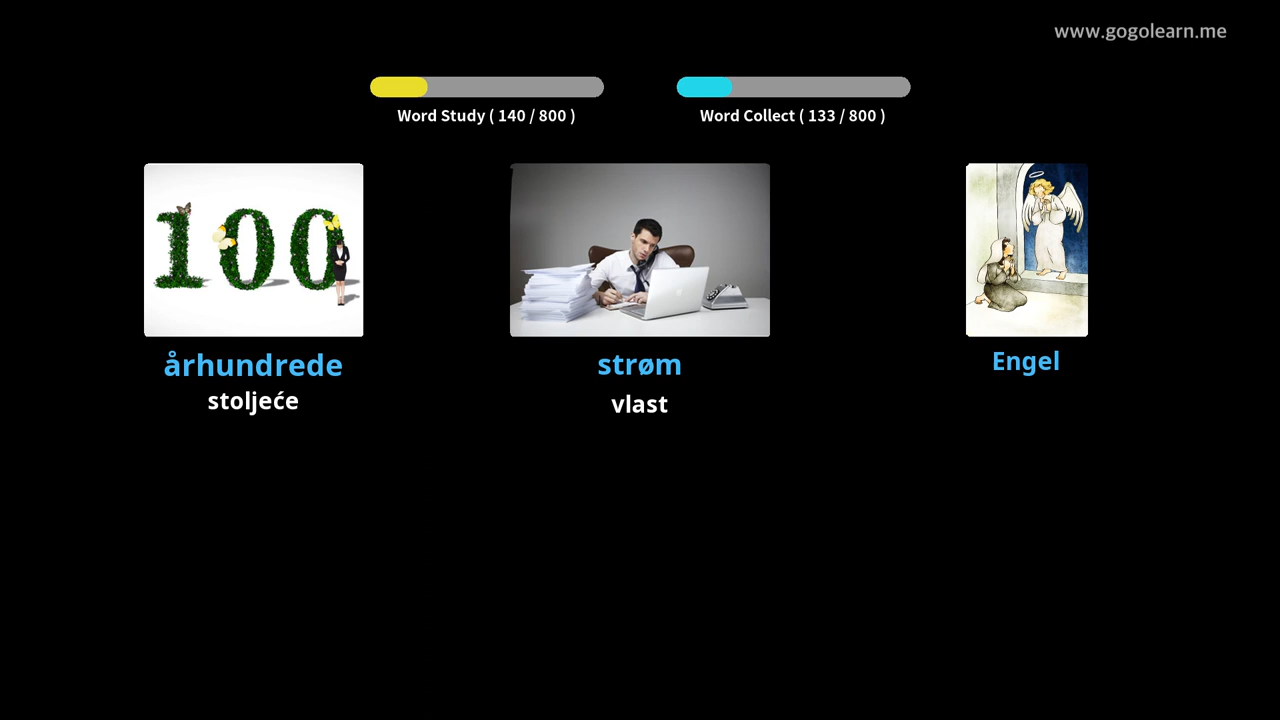 www.gogolearn.me
Word Study ( 140 / 800 )
Word Collect ( 133 / 800 )
århundrede
stoljeće
strøm
vlast
Engel